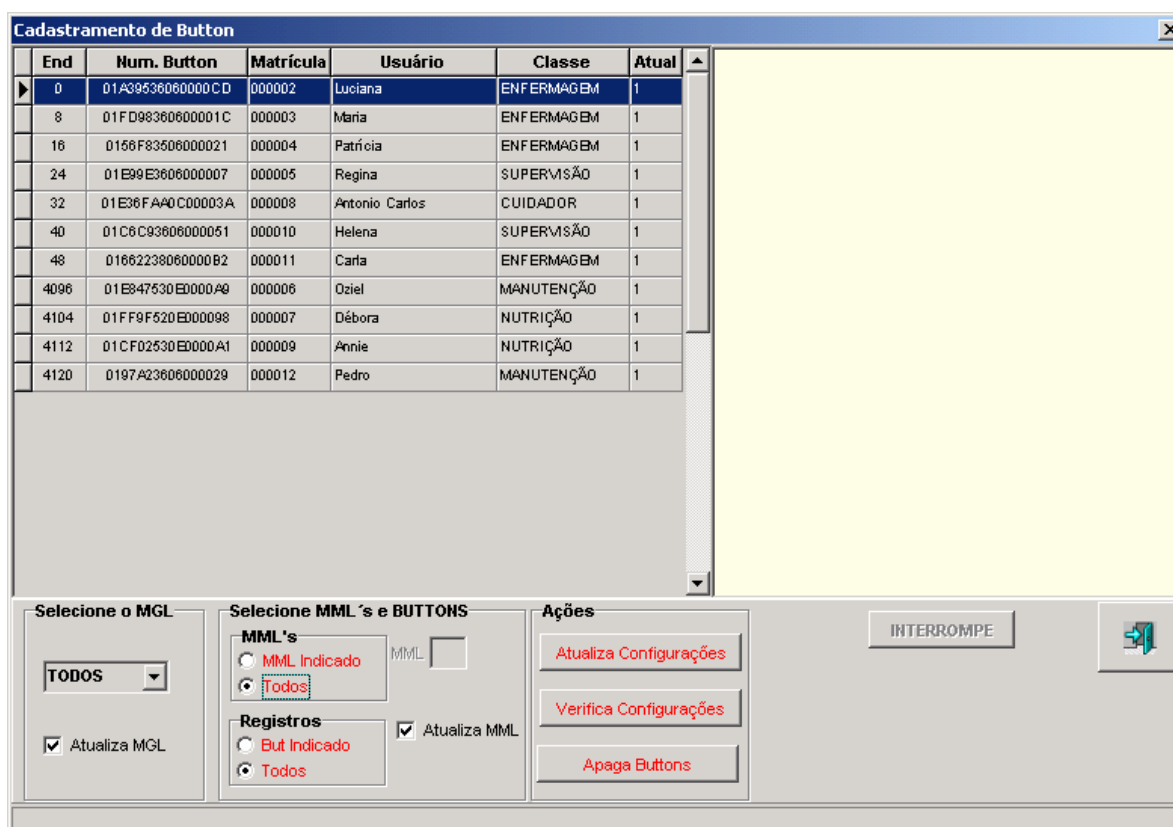 Cadastramento de Button
End Num. Button Matrícula Usuário Classe Atual
0 01A39536060000CD 000002 Luciana ENFERMAGEM 1
8 01FD98360600001C 000003 Maria ENFERMAGEM 1
16 0156F83506000021 000004 Patrícia ENFERMAGEM 1
24 01E99E3606000007 000005 Regina SUPERVISÃO 1
32 01E36FAA0C00003A 000008 Antonio Carlos CUIDADOR 1
40 01C6C93606000051 000010 Helena SUPERVISÃO 1
48 01662238060000B2 000011 Carla ENFERMAGEM 1
4096 01E847530E0000A9 000006 Oziel MANUTENÇÃO 1
4104 01FF9F520E000098 000007 Débora NUTRIÇÃO 1
4112 01CF02530E0000A1 000009 Annie NUTRIÇÃO 1
4120 0197A23606000029 000012 Pedro MANUTENÇÃO 1
Selecione o MGL
TODOS
Atualiza MGL
Selecione MML´s e BUTTONS
MML's
MML Indicado
Todos
MML
Registros
But Indicado
Todos
Atualiza MML
Ações
Atualiza Configurações
Verifica Configurações
Apaga Buttons
INTERROMPE